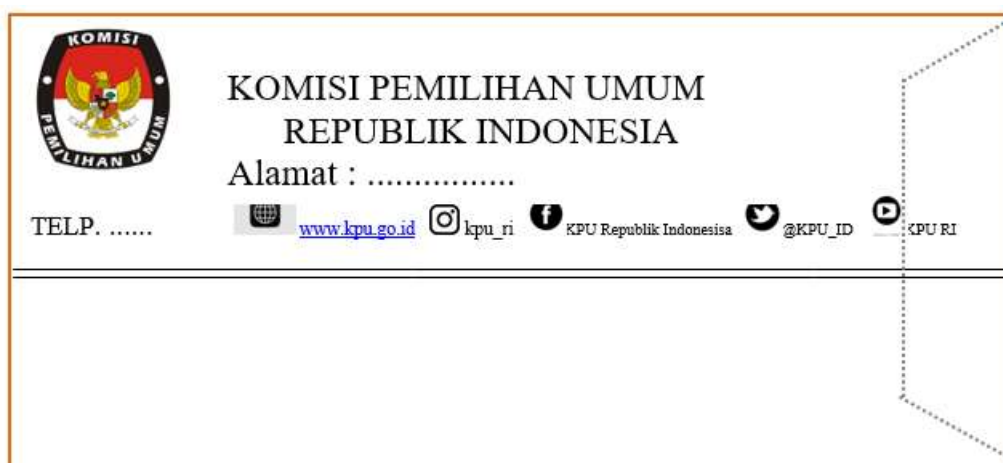 KOMISI
PEMILIHAN UMUM
KOMISI PEMILIHAN UMUM
REPUBLIK INDONESIA
Alamat : ................
TELP. ...... www.kpu.go.id kpu_ri KPU Republik Indonesisa @KPU_ID KPU RI